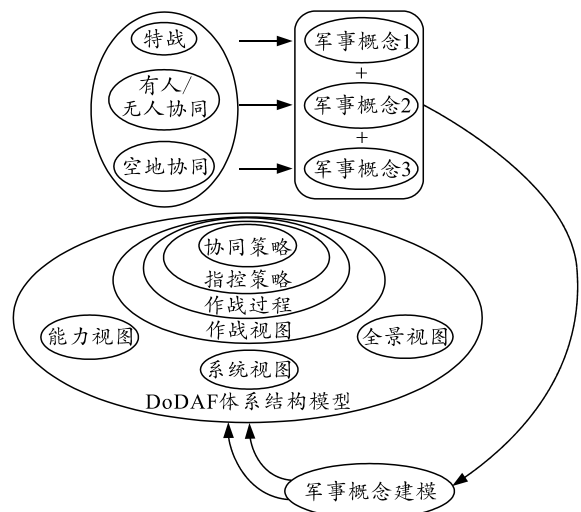 特战
军事概念1
+
有人/
无人协同
军事概念2
+
空地协同
军事概念3
协同策略
指控策略
作战过程
作战视图
能力视图
全景视图
系统视图
DoDAF体系结构模型
军事概念建模